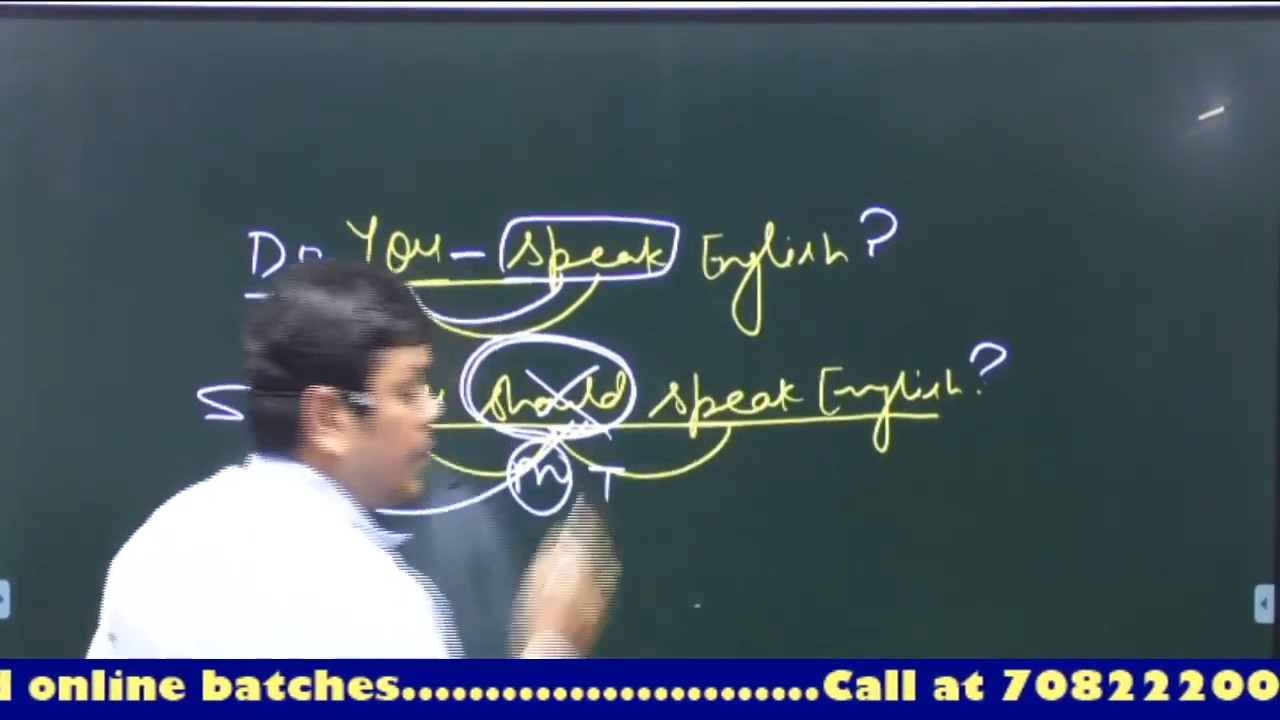 Do You - speak English?
should speak English?
m T
d online batches........................Call at 70822200